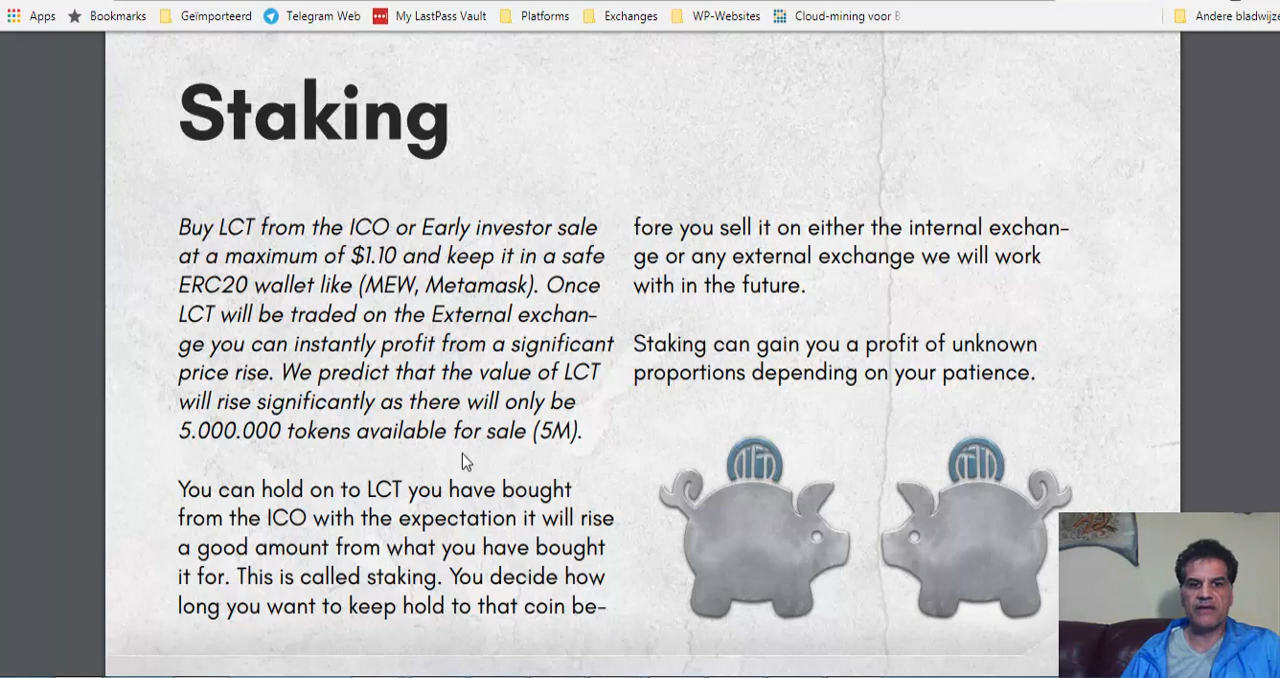 Apps Bookmarks Geïmporteerd Telegram Web My LastPass Vault Platforms Exchanges WP-Websites Cloud-mining voor B Andere bladwijze
Staking
Buy LCT from the ICO or Early investor sale
at a maximum of $1.10 and keep it in a safe
ERC20 wallet like (MEW, Metamask). Once
LCT will be traded on the External exchan-
ge you can instantly profit from a significant
price rise. We predict that the value of LCT
will rise significantly as there will only be
5.000.000 tokens available for sale (5M).
You can hold on to LCT you have bought
from the ICO with the expectation it will rise
a good amount from what you have bought
it for. This is called staking. You decide how
long you want to keep hold to that coin be-
fore you sell it on either the internal exchan-
ge or any external exchange we will work
with in the future.
Staking can gain you a profit of unknown
proportions depending on your patience.